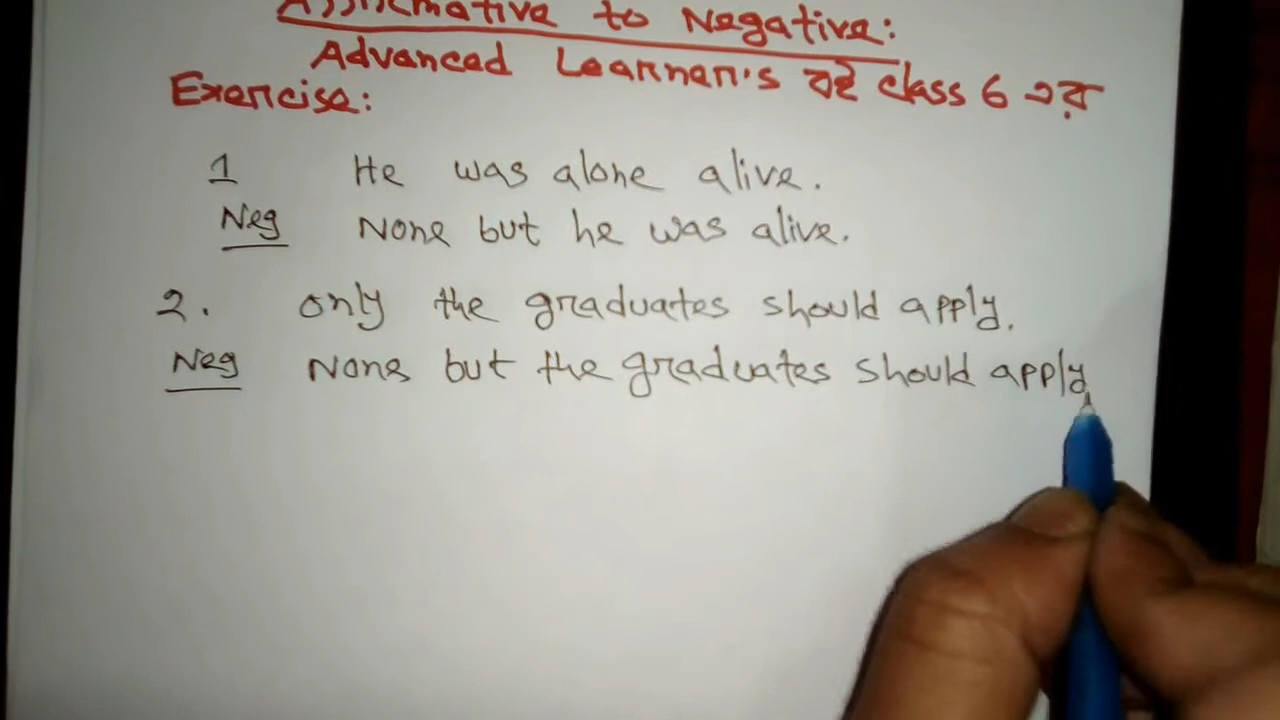 Affirmative to Negative:
Advanced Learner's বই class 6 এর
Exercise:
1 He was alone alive.
Neg None but he was alive.
2. only the graduates should apply.
Neg None but the graduates should apply